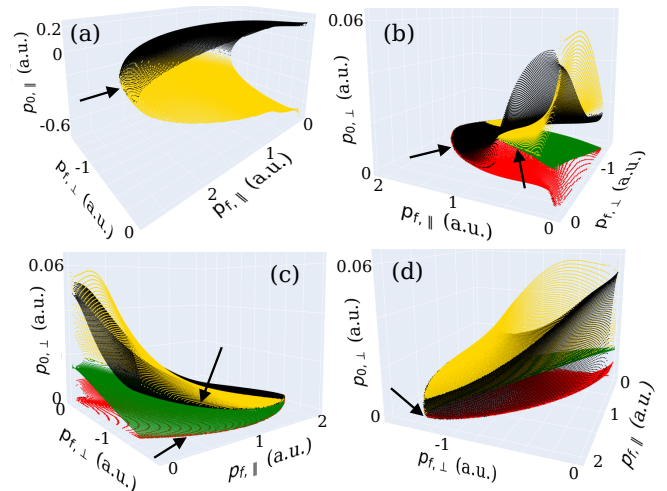 (a)
0.2
0
-0.6
p0,∥ (a.u.)
-1
0
pf,⊥ (a.u.)
2
1
0
pf,∥ (a.u.)
(b)
0.06
0
p0,⊥ (a.u.)
2
1
0
pf,∥ (a.u.)
-1
0
pf,⊥ (a.u.)
(c)
0.06
0
p0,⊥ (a.u.)
0
-1
pf,⊥ (a.u.)
0
1
2
pf,∥ (a.u.)
(d)
0.06
0
p0,⊥ (a.u.)
-1
0
pf,⊥ (a.u.)
0
1
2
pf,∥ (a.u.)